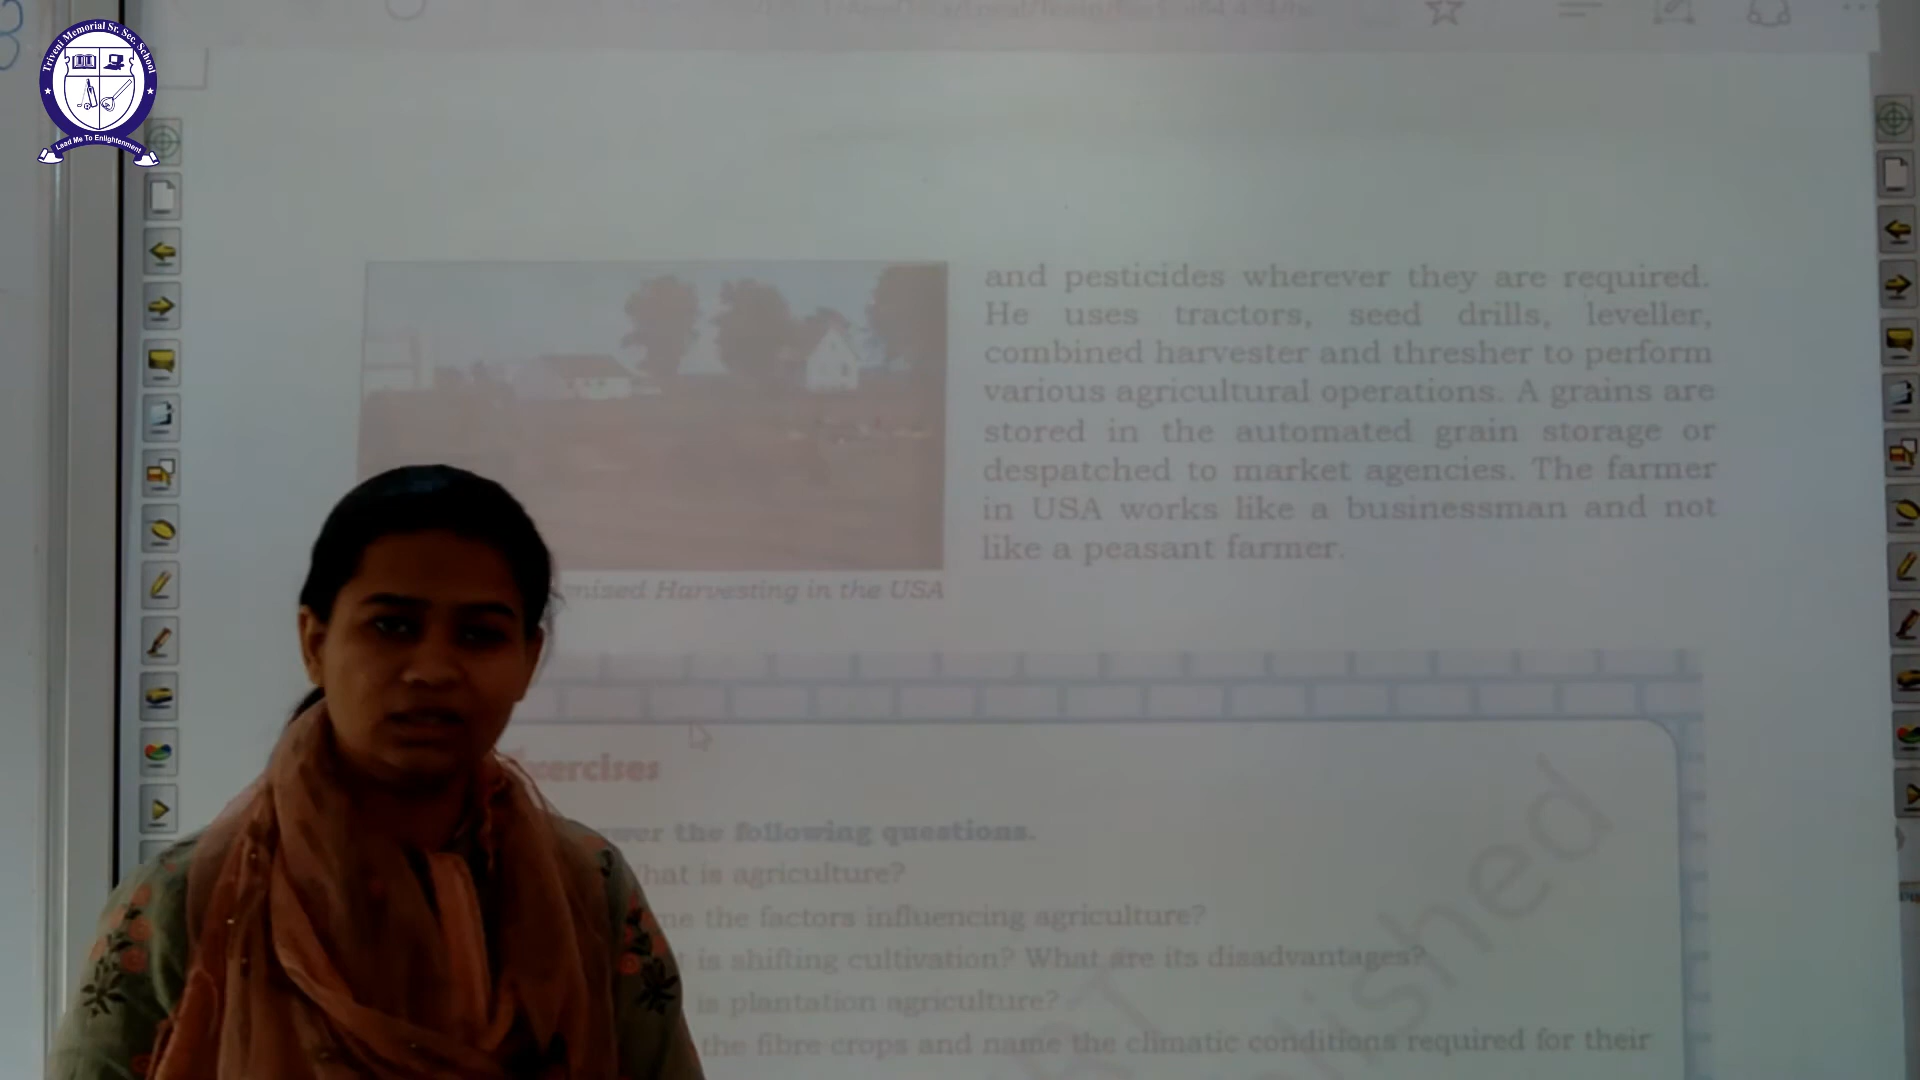 Triveni Memorial Sr. Sec. School
Lead Me To Enlightenment
and pesticides wherever they are required.
He uses tractors, seed drills, leveller,
combined harvester and thresher to perform
various agricultural operations. A grains are
stored in the automated grain storage or
despatched to market agencies. The farmer
in USA works like a businessman and not
like a peasant farmer.
Harvesting in the USA
Exercises
the following questions.
What is agriculture?
the factors influencing agriculture?
is shifting cultivation? What are its disadvantages?
is plantation agriculture?
the fibre crops and name the climatic conditions required for their